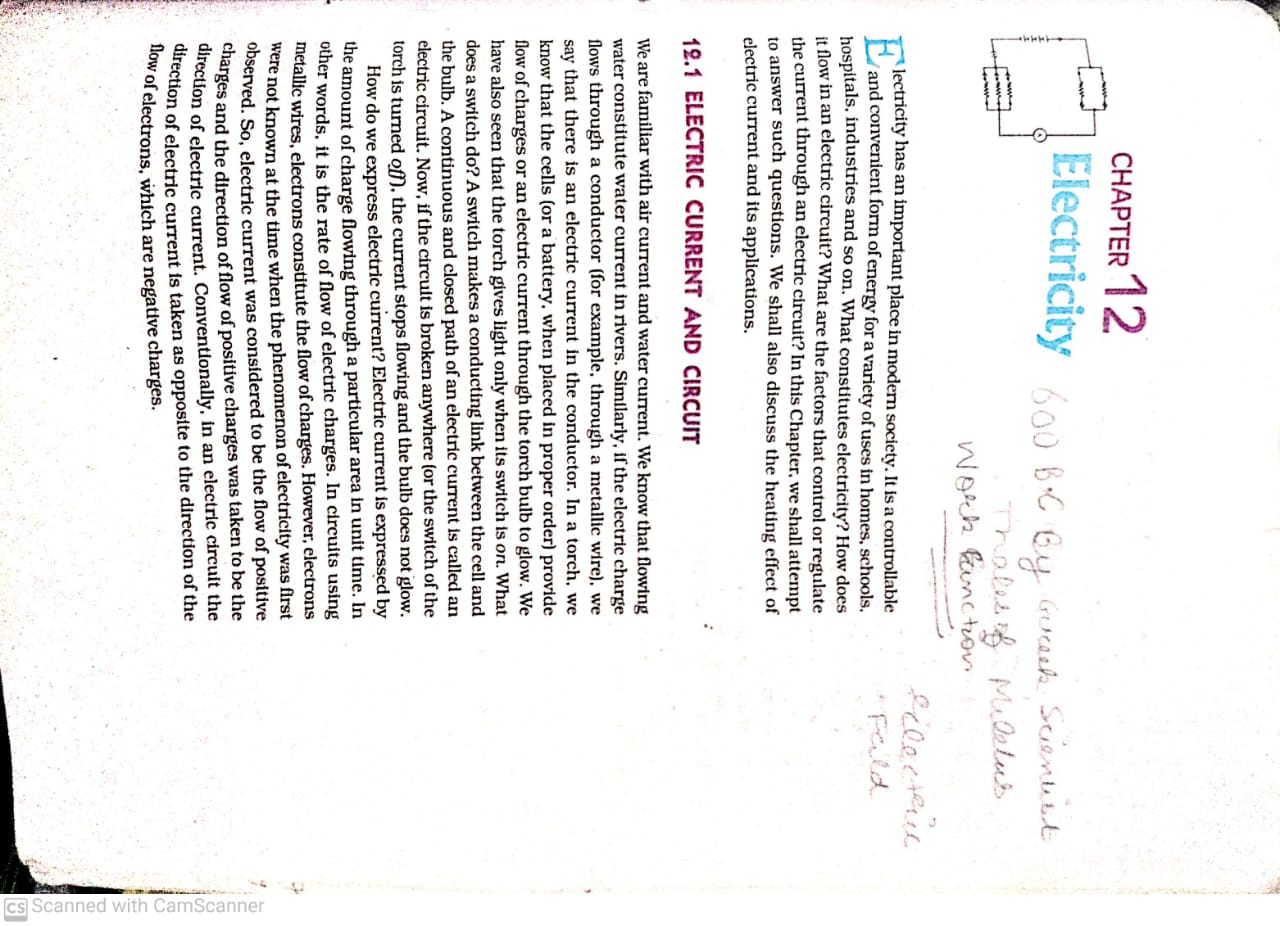 CHAPTER 12
Electricity
600 B.C By Greek Scientist
Thales of Miletus
Work function
Electric
Feild
Electricity has an important place in modern society. It is a controllable
and convenient form of energy for a variety of uses in homes, schools,
hospitals, industries and so on. What constitutes electricity? How does
it flow in an electric circuit? What are the factors that control or regulate
the current through an electric circuit? In this Chapter, we shall attempt
to answer such questions. We shall also discuss the heating effect of
electric current and its applications.
12.1 ELECTRIC CURRENT AND CIRCUIT
We are familiar with air current and water current. We know that flowing
water constitute water current in rivers. Similarly, if the electric charge
flows through a conductor (for example, through a metallic wire), we
say that there is an electric current in the conductor. In a torch, we
know that the cells (or a battery, when placed in proper order) provide
flow of charges or an electric current through the torch bulb to glow. We
have also seen that the torch gives light only when its switch is on. What
does a switch do? A switch makes a conducting link between the cell and
the bulb. A continuous and closed path of an electric current is called an
electric circuit. Now, if the circuit is broken anywhere (or the switch of the
torch is turned off), the current stops flowing and the bulb does not glow.
How do we express electric current? Electric current is expressed by
the amount of charge flowing through a particular area in unit time. In
other words, it is the rate of flow of electric charges. In circuits using
metallic wires, electrons constitute the flow of charges. However, electrons
were not known at the time when the phenomenon of electricity was first
observed. So, electric current was considered to be the flow of positive
charges and the direction of flow of positive charges was taken to be the
direction of electric current. Conventionally, in an electric circuit the
direction of electric current is taken as opposite to the direction of the
flow of electrons, which are negative charges.
CS Scanned with CamScanner